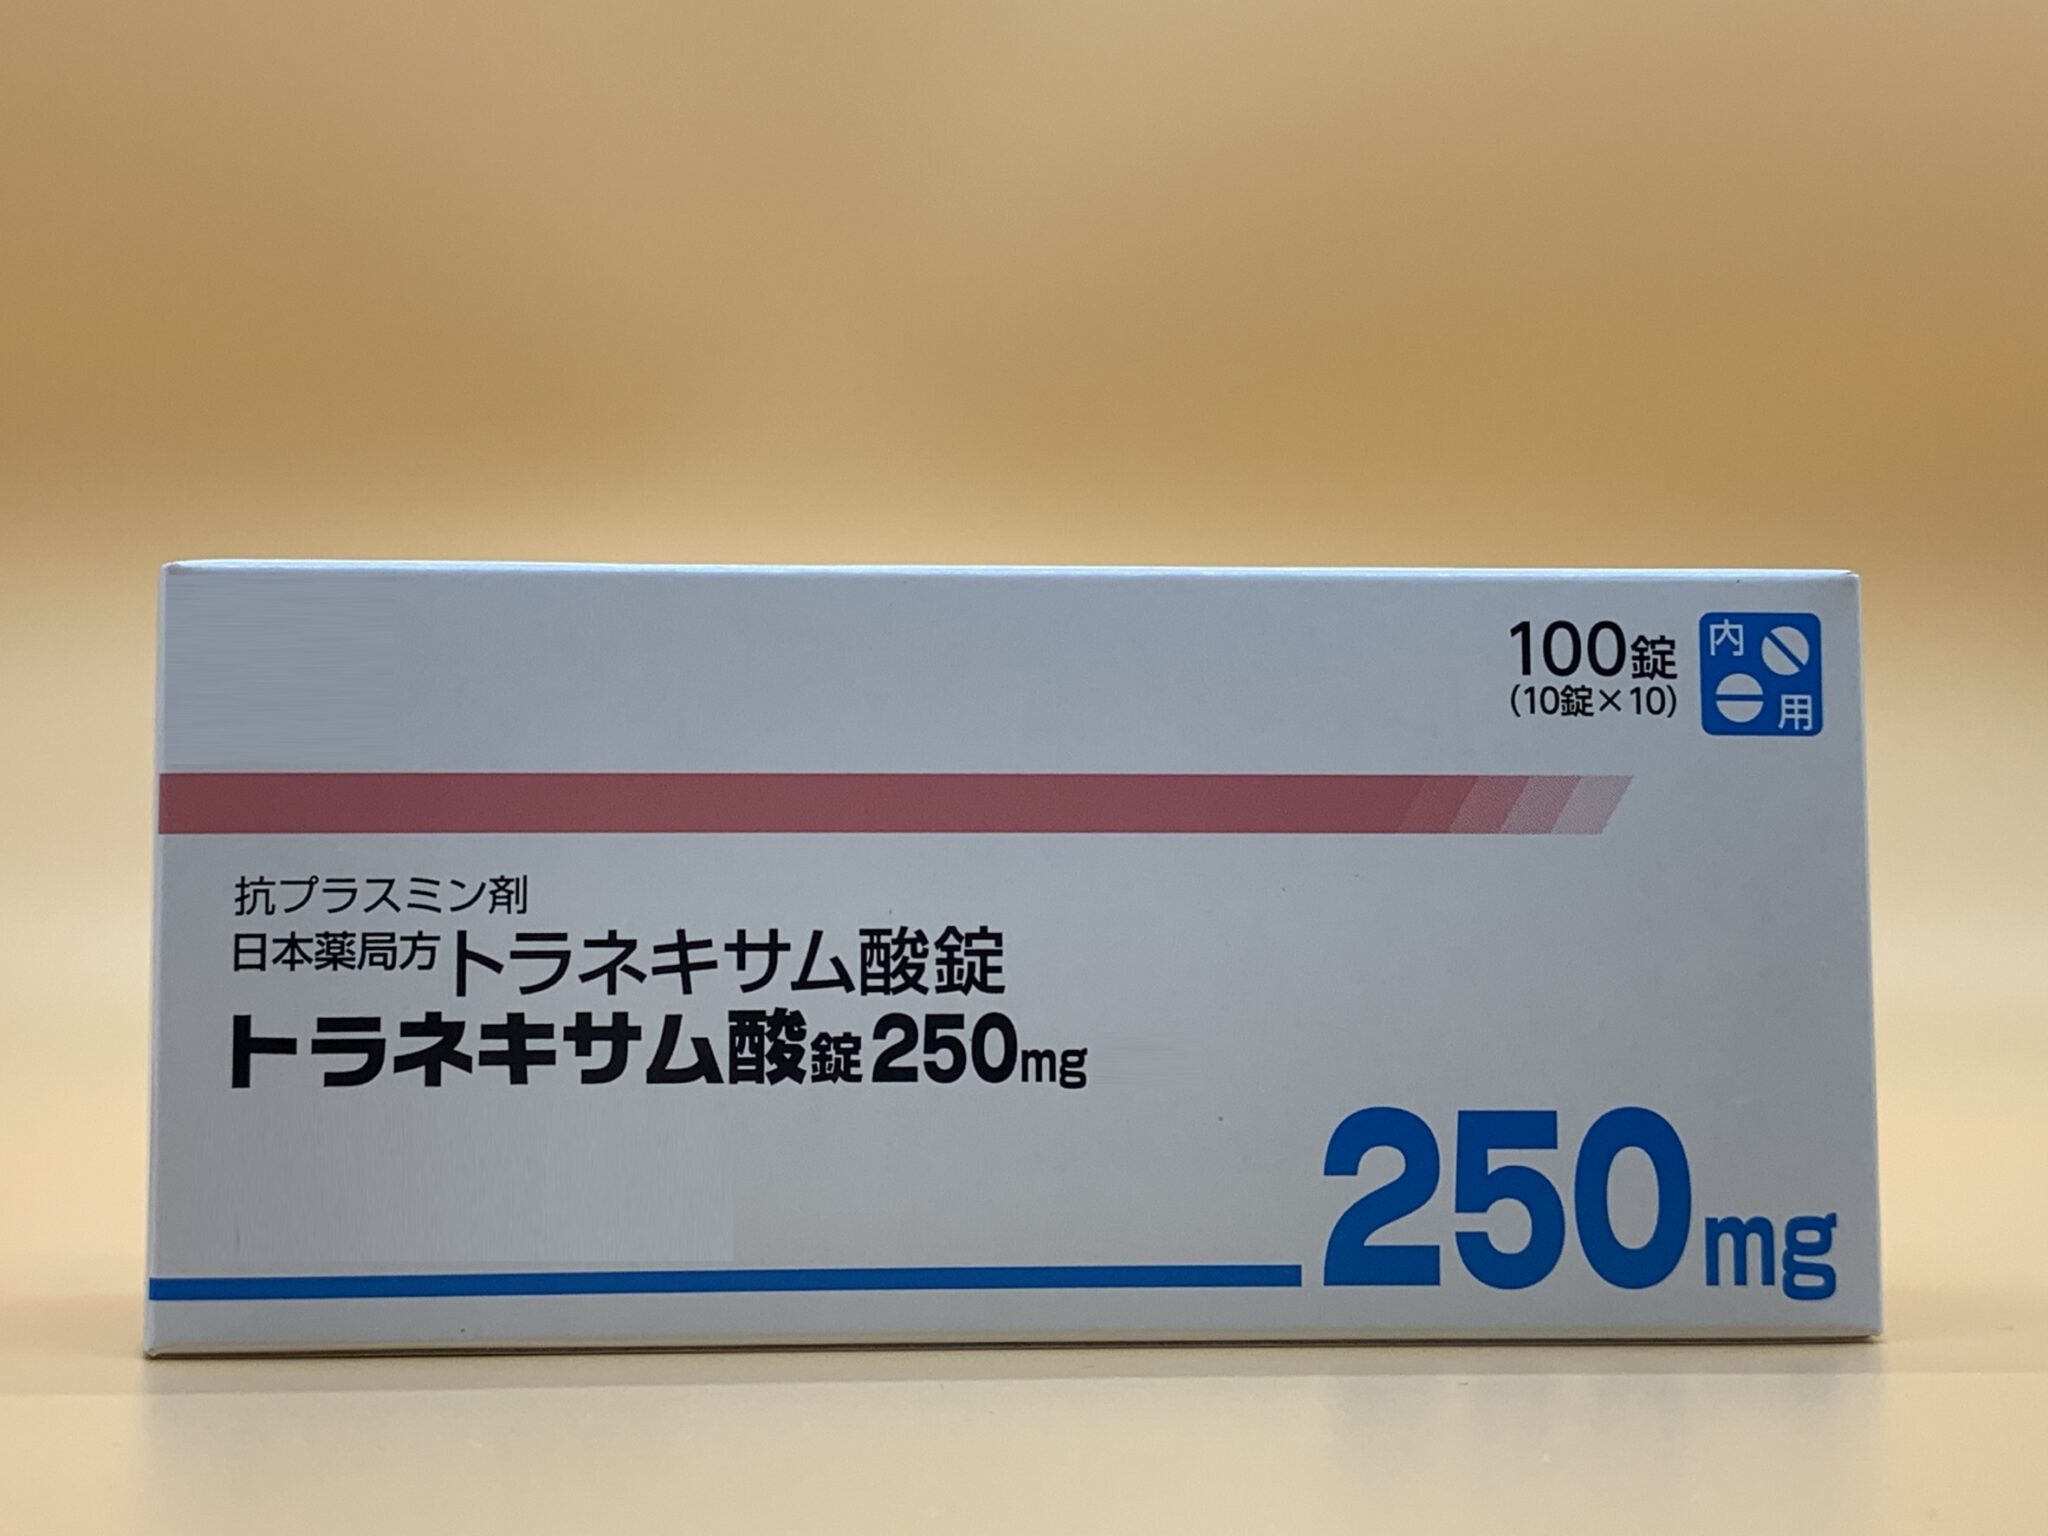 100錠
(10錠×10)
内用
抗プラスミン剤
日本薬局方トラネキサム酸錠
トラネキサム酸錠250mg
250mg